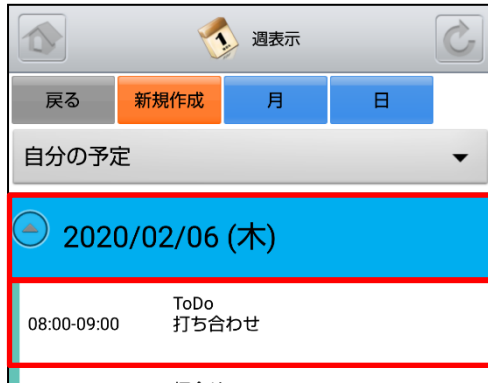 1
週表示
戻る
新規作成
月
日
自分の予定
2020/02/06 (木)
ToDo
08:00-09:00
打ち合わせ